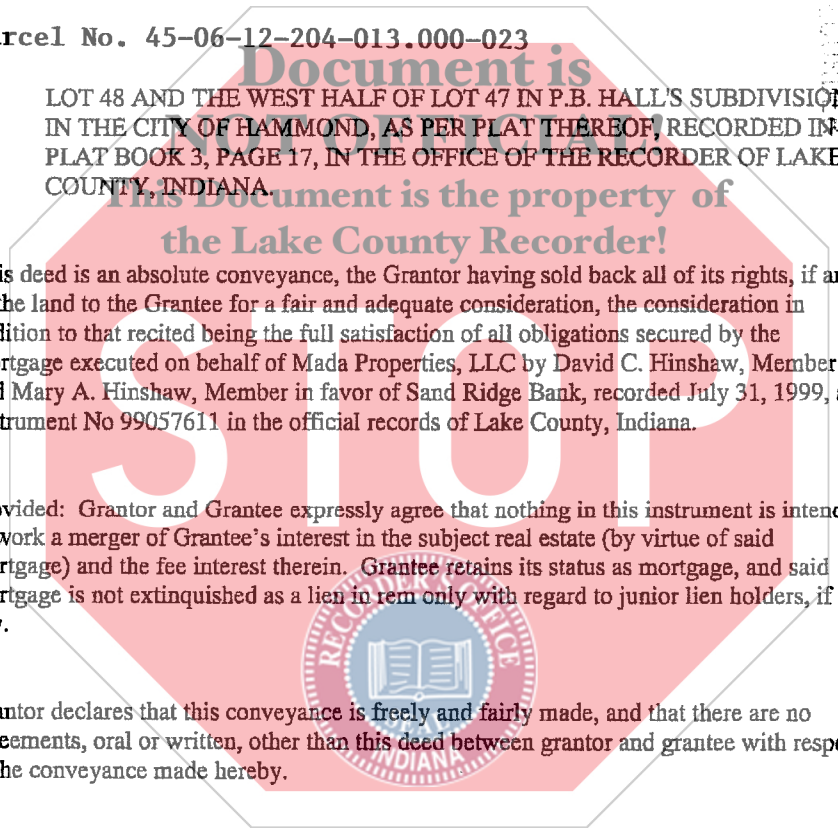 rcel No. 45-06-12-204-013.000-023
Document is
LOT 48 AND THE WEST HALF OF LOT 47 IN P.B. HALL'S SUBDIVISION
IN THE CITY OF HAMMOND, AS PER PLAT THEREOF, RECORDED IN
NOT OFFICIAL!
PLAT BOOK 3, PAGE 17, IN THE OFFICE OF THE RECORDER OF LAKE
COUNTY, INDIANA.
This Document is the property of
the Lake County Recorder!
is deed is an absolute conveyance, the Grantor having sold back all of its rights, if a
he land to the Grantee for a fair and adequate consideration, the consideration in
dition to that recited being the full satisfaction of all obligations secured by the
rtgage executed on behalf of Mada Properties, LLC by David C. Hinshaw, Member
d Mary A. Hinshaw, Member in favor of Sand Ridge Bank, recorded July 31, 1999,
trument No 99057611 in the official records of Lake County, Indiana.
STOP
vided: Grantor and Grantee expressly agree that nothing in this instrument is intend
work a merger of Grantee's interest in the subject real estate (by virtue of said
rtgage) and the fee interest therein. Grantee retains its status as mortgage, and said
rtgage is not extinquished as a lien in rem only with regard to junior lien holders, if
.
RECORDER'S OFFICE
INDIANA
ntor declares that this conveyance is freely and fairly made, and that there are no
eements, oral or written, other than this deed between grantor and grantee with resp
he conveyance made hereby.